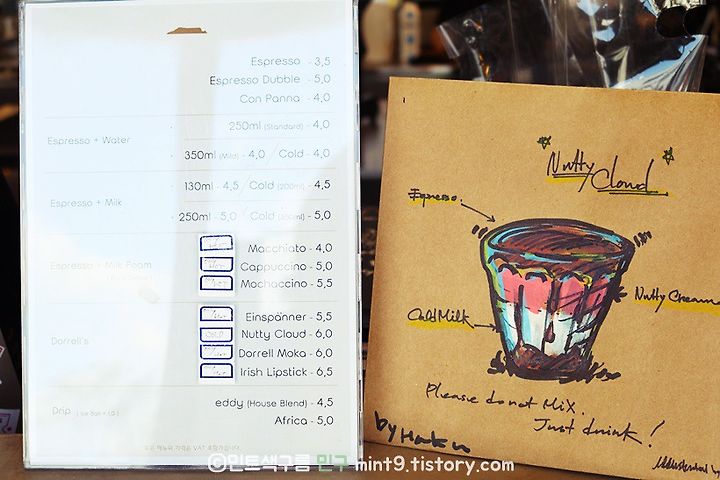 Espresso - 3,5
Espresso Dubble - 5,0
Con Panna - 4,0
Espresso + Water
250ml (Standard) - 4,0
350ml (Mild) - 4,0 / Cold - 4,0
Espresso + Milk
130ml - 4,5 / Cold (200ml) - 4,5
250ml - 5,0 / Cold (350ml) - 5,0
Espresso + Milk Foam
Macchiato - 4,0
Cappuccino - 5,0
Mochaccino - 5,5
Dorrell's
Einspänner - 5,5
Nutty Cloud - 6,0
Dorrell Moka - 6,0
Irish Lipstick - 6,5
Drip
eddy (House Blend) - 4,5
Africa - 5,0
Nutty
Cloud
Espresso
Nutty Cream
Cold Milk
Please do not Mix.
Just drink!
by
ⓒ민트색구름 민구 mint9.tistory.com